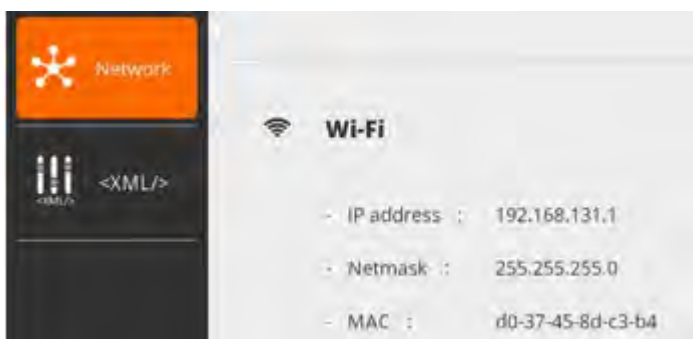 Network
<XML/>
<XML/>
Wi-Fi
- IP address : 192.168.131.1
- Netmask : 255.255.255.0
- MAC : d0-37-45-8d-c3-b4